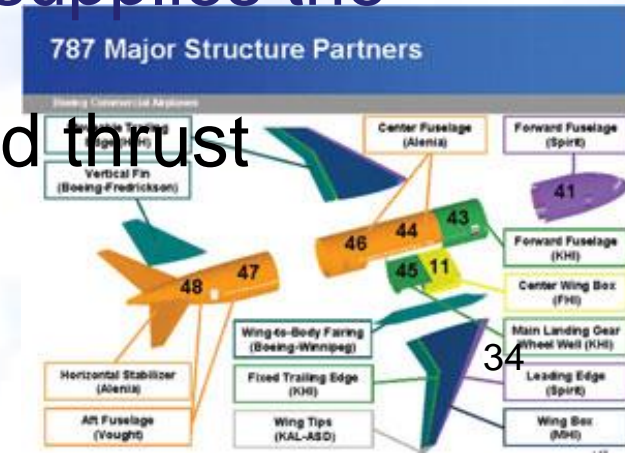 supplies the
787 Major Structure Partners
Boeing Commercial Airplanes
d thrust
Trailing
Edge
Vertical Fin
(Boeing-Fredrickson)
Center Fuselage
(Alenia)
Forward Fuselage
(Spirit)
41
43
44
46
45
11
47
48
Forward Fuselage
(KHI)
Center Wing Box
(FHI)
Main Landing Gear
Wheel Well (KHI)
34
Wing-to-Body Fairing
(Boeing-Winnipeg)
Horizontal Stabilizer
(Alenia)
Fixed Trailing Edge
(KHI)
Leading Edge
(Spirit)
Aft Fuselage
(Vought)
Wing Tips
(KAL-ASD)
Wing Box
(MHI)